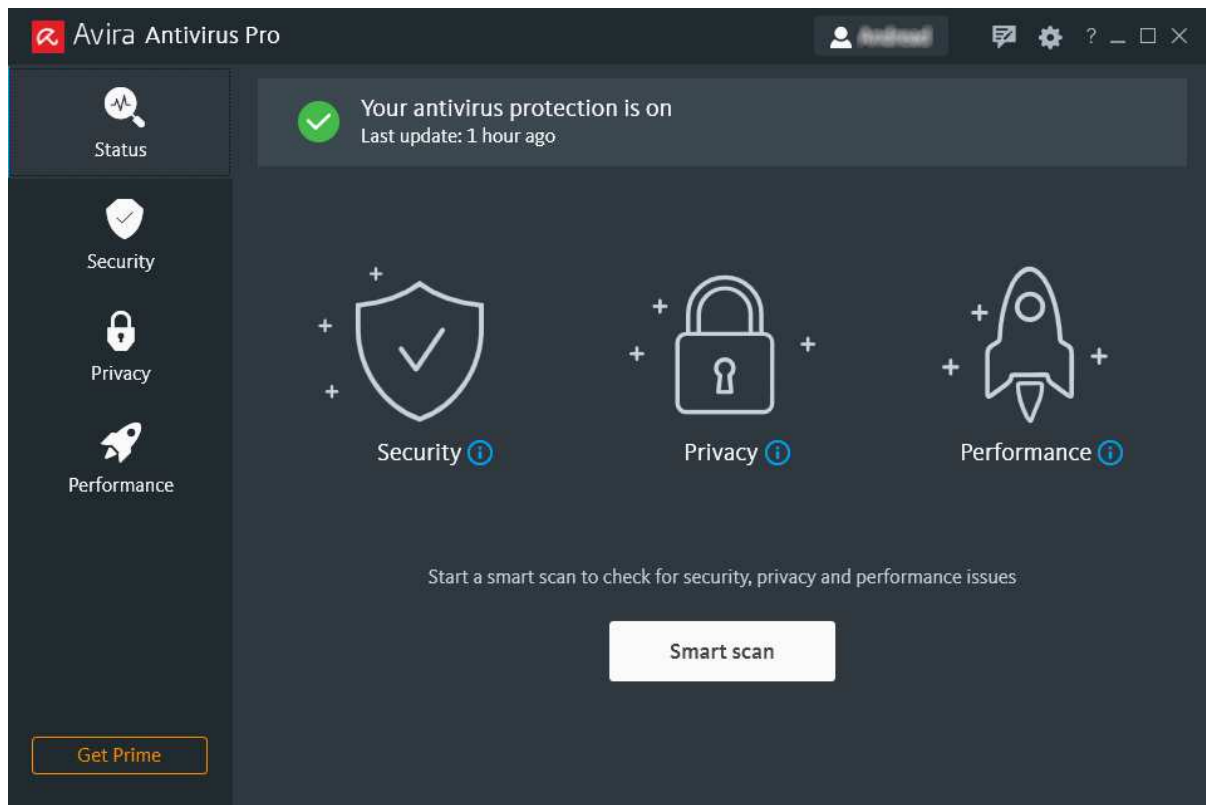 Avira Antivirus Pro
?
Status
Security
Privacy
Performance
Get Prime
Your antivirus protection is on
Last update: 1 hour ago
Security
Privacy
Performance
Start a smart scan to check for security, privacy and performance issues
Smart scan